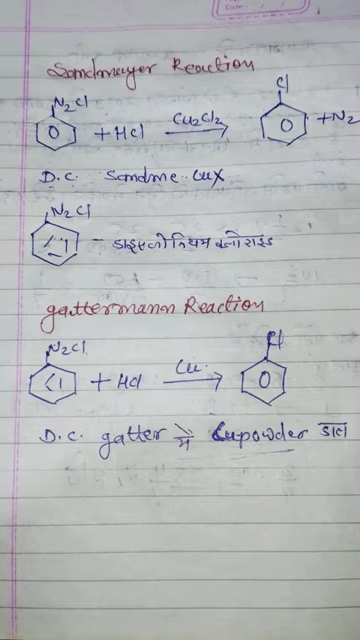 Sandmeyer Reaction
N2Cl Cl
+ HCl Cu2Cl2 + N2
D.C. Sandme. CuX
N2Cl
- डाइएजोनियम क्लोराइड
gattermann Reaction
N2Cl Cl
+ HCl Cu
D.C. gatter में Cupowder डाल